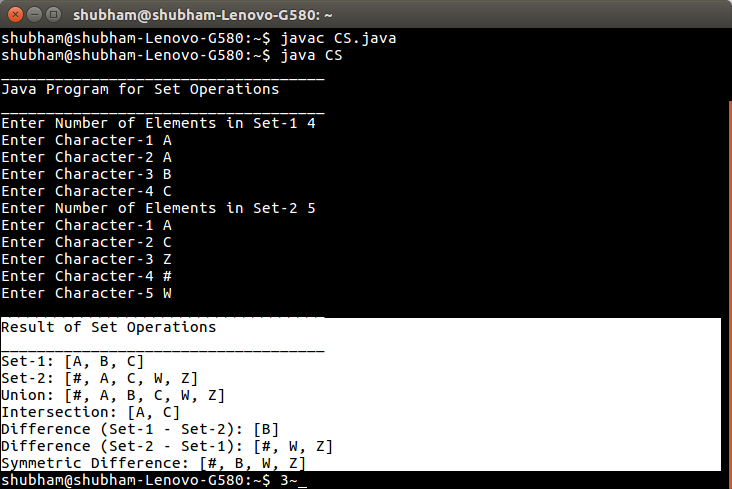 shubham@shubham-Lenovo-G580: ~
shubham@shubham-Lenovo-G580:~$ javac CS.java
shubham@shubham-Lenovo-G580:~$ java CS
____________________________________
Java Program for Set Operations
____________________________________
Enter Number of Elements in Set-1 4
Enter Character-1 A
Enter Character-2 A
Enter Character-3 B
Enter Character-4 C
Enter Number of Elements in Set-2 5
Enter Character-1 A
Enter Character-2 C
Enter Character-3 Z
Enter Character-4 #
Enter Character-5 W
____________________________________
Result of Set Operations
____________________________________
Set-1: [A, B, C]
Set-2: [#, A, C, W, Z]
Union: [#, A, B, C, W, Z]
Intersection: [A, C]
Difference (Set-1 - Set-2): [B]
Difference (Set-2 - Set-1): [#, W, Z]
Symmetric Difference: [#, B, W, Z]
shubham@shubham-Lenovo-G580:~$ 3~_